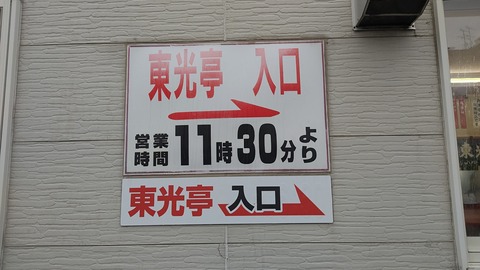 東光亭 入口
営業時間 11時30分より
東光亭 入口